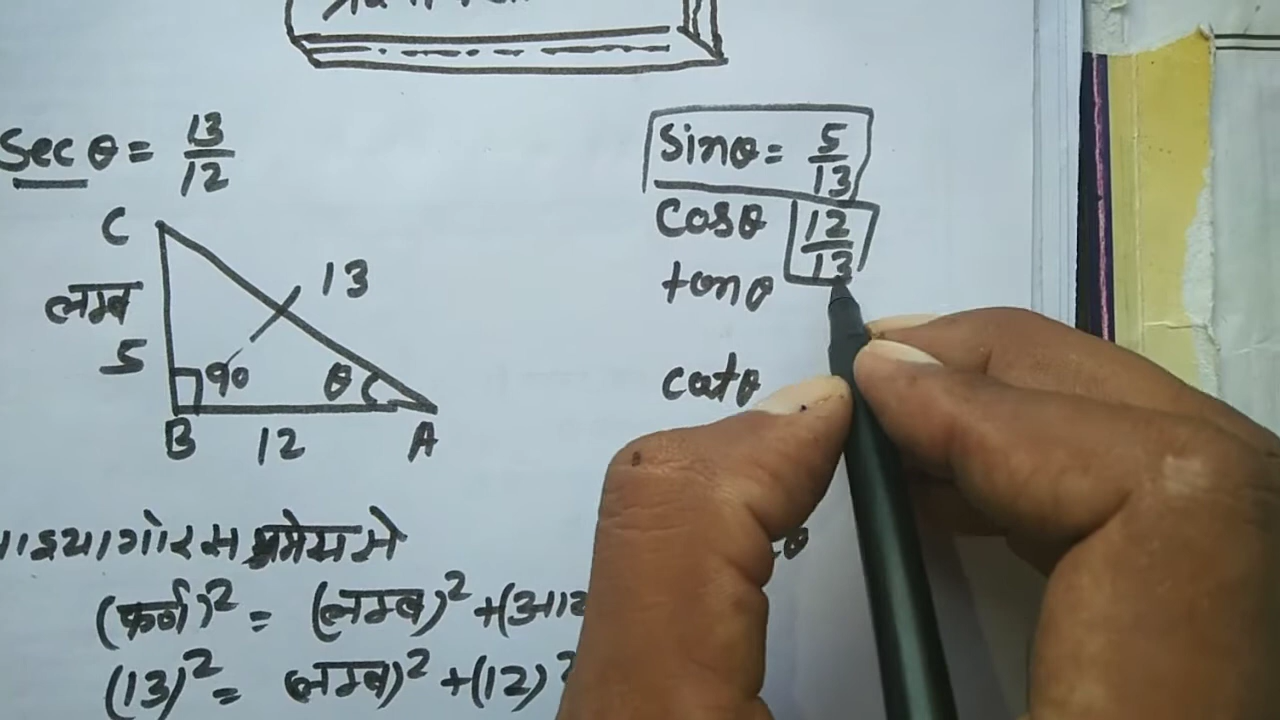 Sec θ = 13/12
Sinθ = 5/13
Cosθ 12/13
tanθ
C
13
लम्ब
5
90
θ
B
12
A
catθ
θ
पाइथागोरस प्रमेय से
(कर्ण)² = (लम्ब)² + (आधा
(13)² = लम्ब)² + (12)²